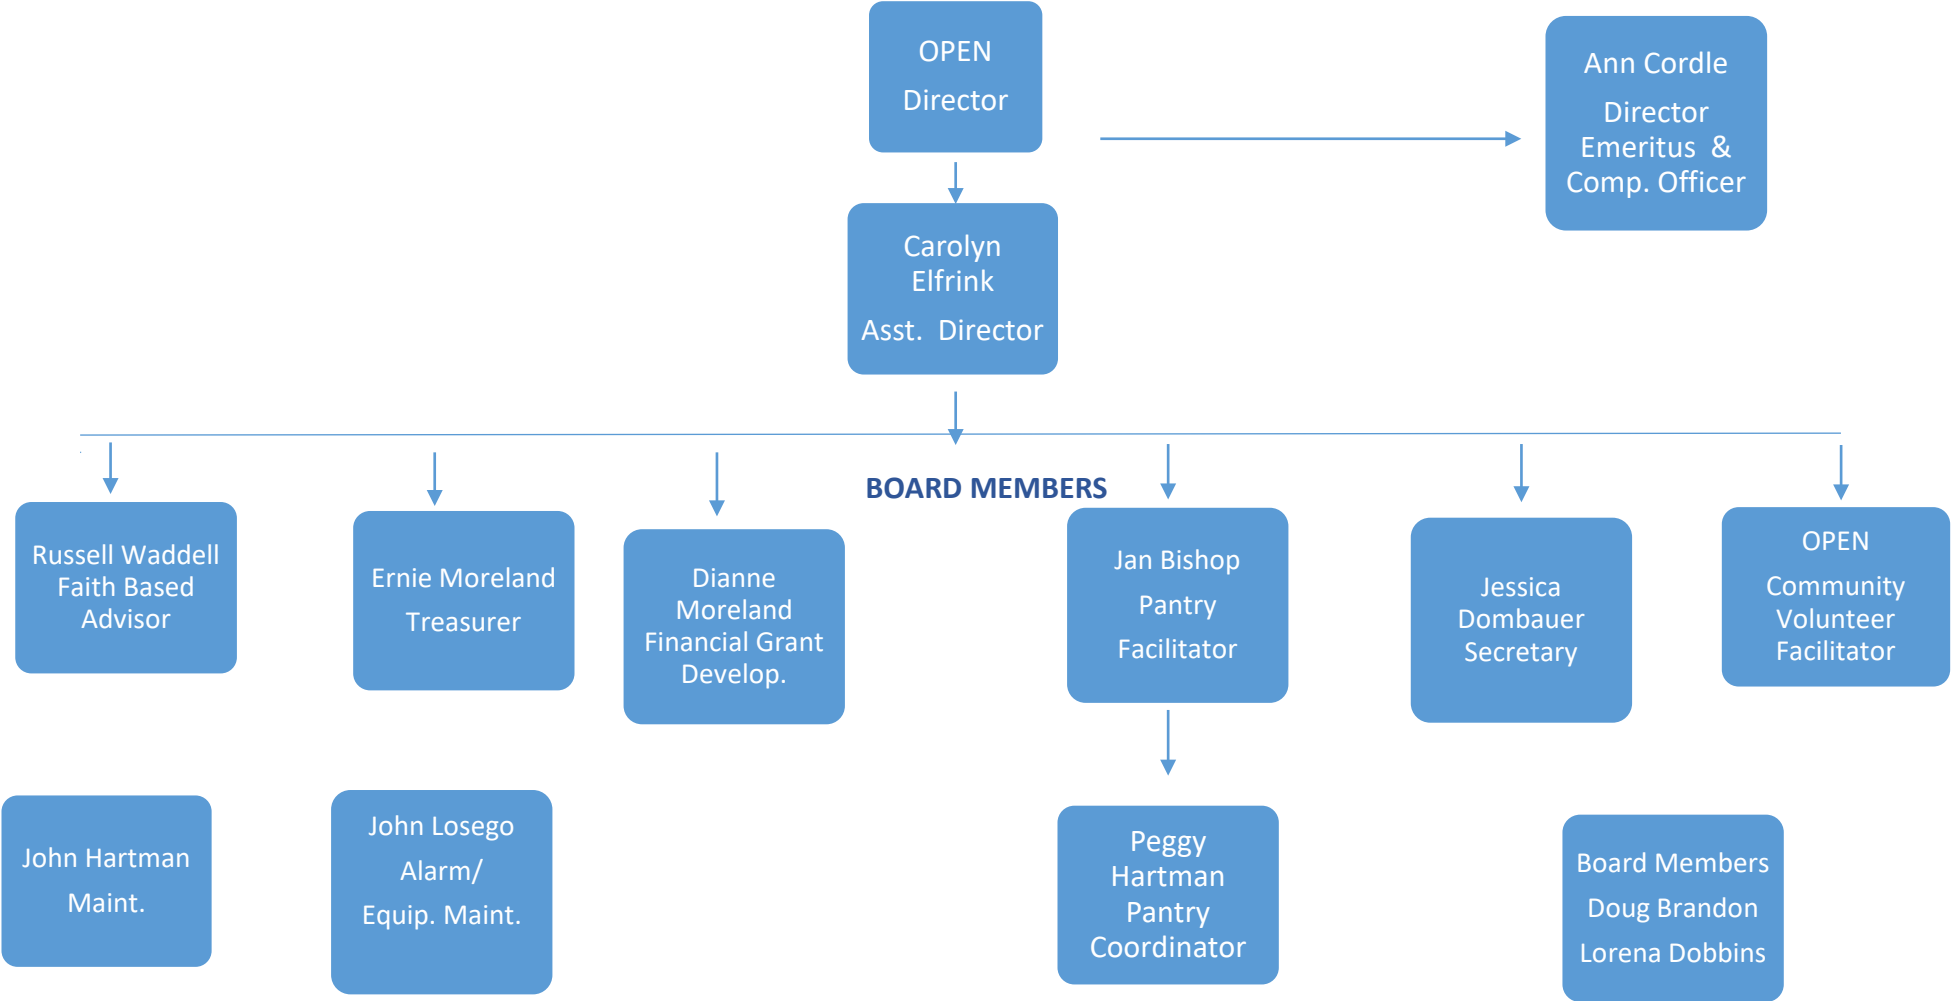 OPEN
Director
Ann Cordle
Director
Emeritus  &
Comp. Officer
Carolyn
Elfrink
Asst.  Director
BOARD MEMBERS
Russell Waddell
Faith Based
Advisor
Ernie Moreland
Treasurer
Dianne
Moreland
Financial Grant
Develop.
Jan Bishop
Pantry
Facilitator
Jessica
Dombauer
Secretary
OPEN
Community
Volunteer
Facilitator
John Hartman
Maint.
John Losego
Alarm/
Equip. Maint.
Peggy
Hartman
Pantry
Coordinator
Board Members
Doug Brandon
Lorena Dobbins